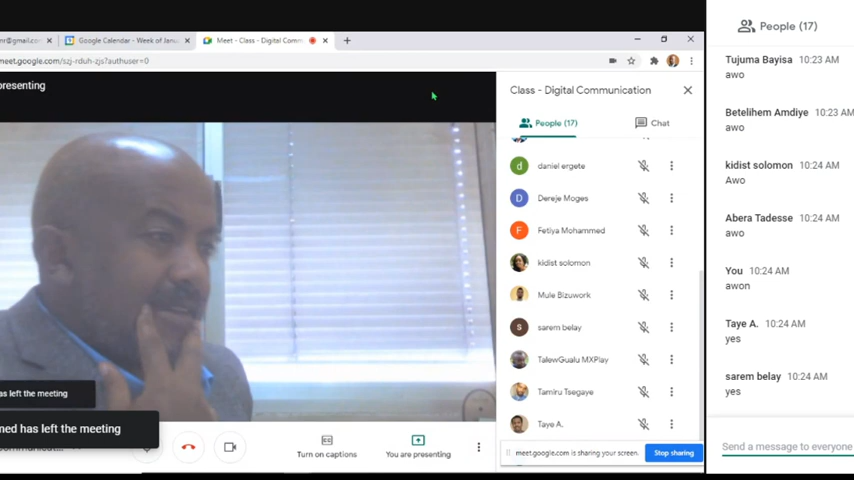 mr@gmail.com
Google Calendar - Week of Janu
Meet - Class - Digital Comm
meet.google.com/szj-rduh-zjs?authuser=0
presenting
Class - Digital Communication
People (17)
Chat
daniel ergete
D
Dereje Moges
F
Fetiya Mohammed
kidist solomon
Mule Bizuwork
s
sarem belay
TalewGualu MXPlay
Tamiru Tsegaye
Taye A.
has left the meeting
med has left the meeting
Turn on captions
You are presenting
meet.google.com is sharing your screen.
Stop sharing
People (17)
Tujuma Bayisa 10:23 AM
awo
Betelihem Amdiye 10:23 AM
awo
kidist solomon 10:24 AM
Awo
Abera Tadesse 10:24 AM
awo
You 10:24 AM
awon
Taye A. 10:24 AM
yes
sarem belay 10:24 AM
yes
Send a message to everyone